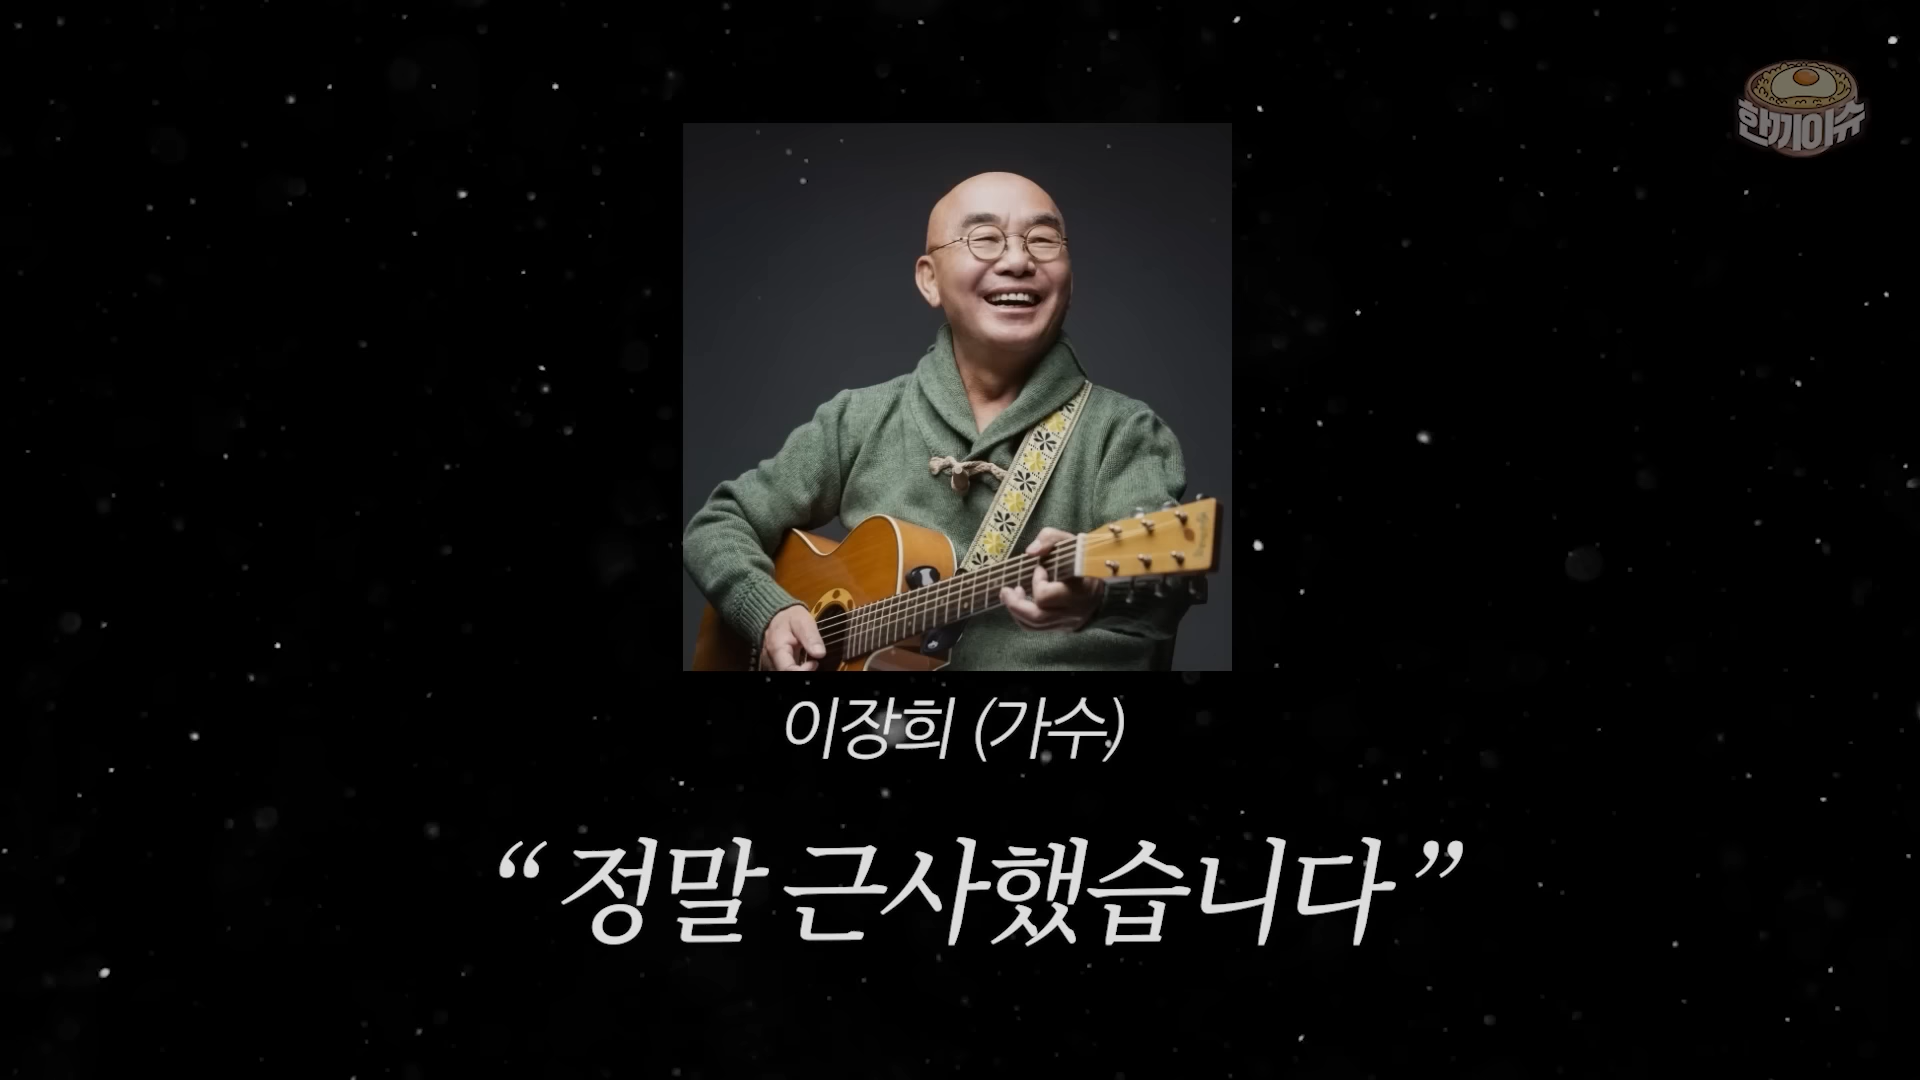 한끼이슈
이장희 (가수)
“ 정말 근사했습니다 ”